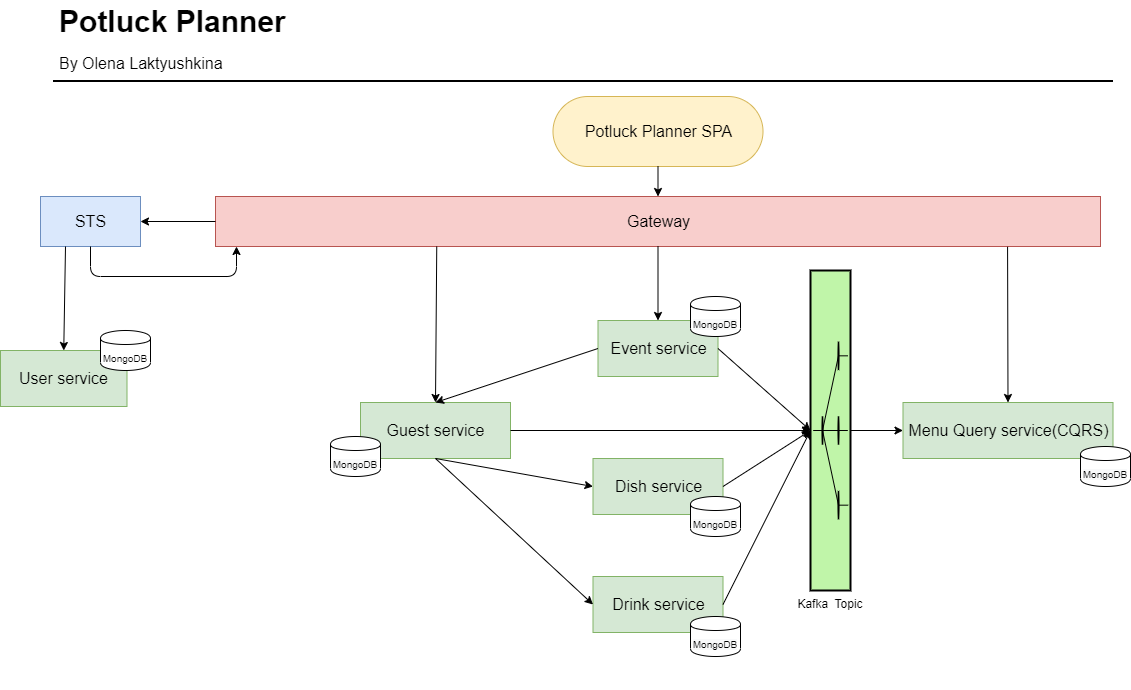 Potluck Planner
By Olena Laktyushkina
Potluck Planner SPA
STS
Gateway
MongoDB
Event service
MongoDB
User service
Guest service
MongoDB
Menu Query service(CQRS)
MongoDB
Dish service
MongoDB
Drink service
MongoDB
Kafka Topic